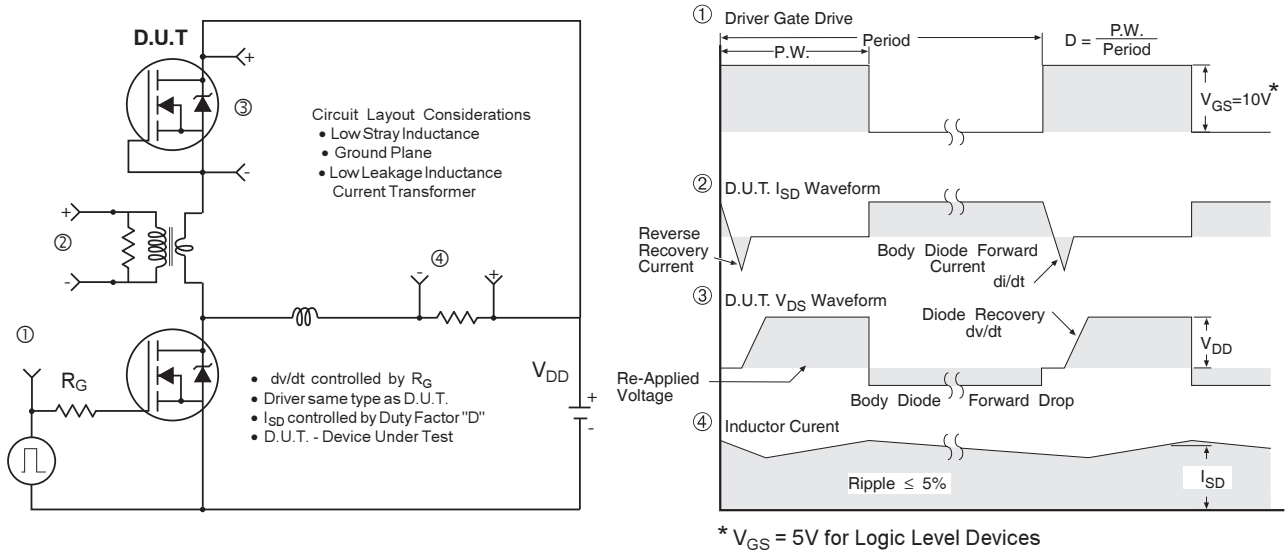 D.U.T
+
③
-
Circuit Layout Considerations
• Low Stray Inductance
• Ground Plane
• Low Leakage Inductance
Current Transformer
+
②
-
④
-
+
①
R_G
• dv/dt controlled by R_G
• Driver same type as D.U.T.
• I_SD controlled by Duty Factor "D"
• D.U.T. - Device Under Test
V_DD
+
-
① Driver Gate Drive
P.W.
Period
D = P.W.
Period
V_GS=10V*
② D.U.T. I_SD Waveform
Reverse
Recovery
Current
Body Diode Forward
Current
di/dt
③ D.U.T. V_DS Waveform
Diode Recovery
dv/dt
V_DD
Re-Applied
Voltage
Body Diode Forward Drop
④ Inductor Curent
Ripple ≤ 5%
I_SD
* V_GS = 5V for Logic Level Devices